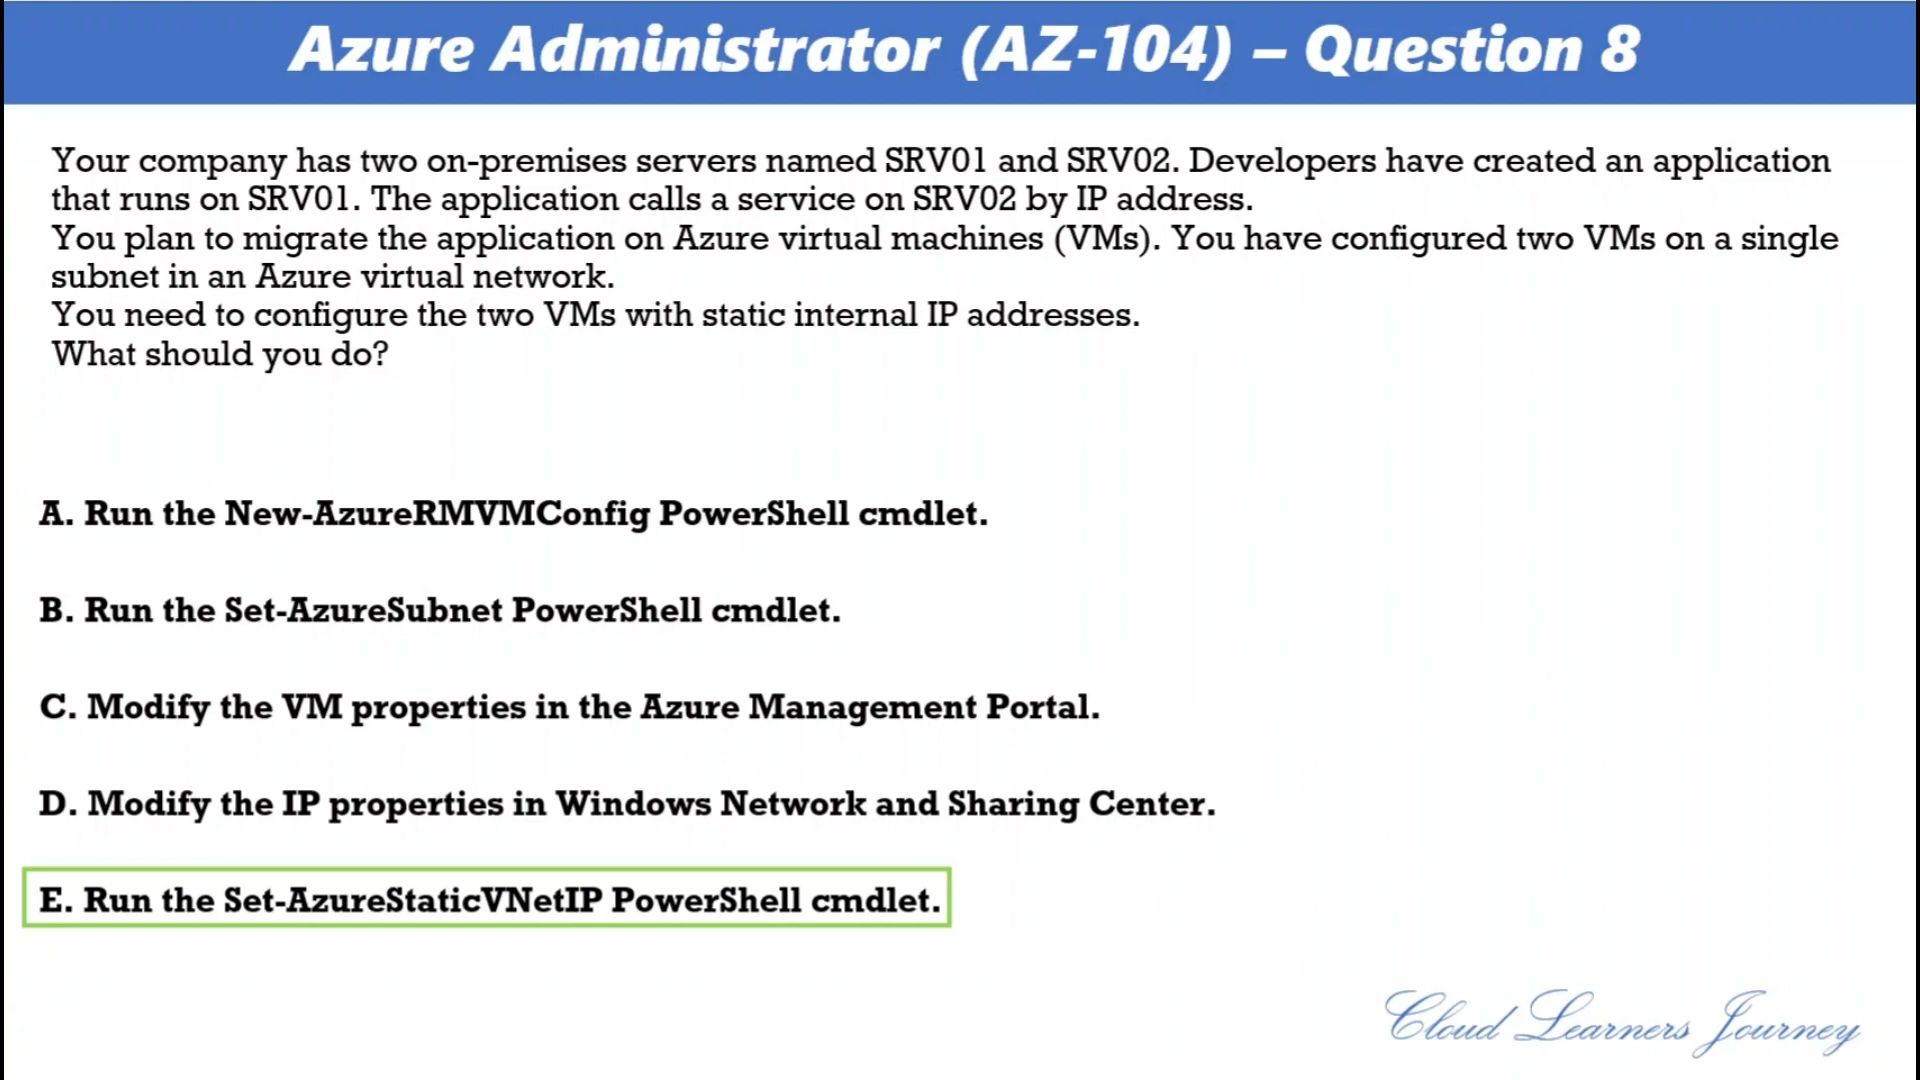 Azure Administrator (AZ-104) – Question 8
Your company has two on-premises servers named SRV01 and SRV02. Developers have created an application
that runs on SRV01. The application calls a service on SRV02 by IP address.
You plan to migrate the application on Azure virtual machines (VMs). You have configured two VMs on a single
subnet in an Azure virtual network.
You need to configure the two VMs with static internal IP addresses.
What should you do?
A. Run the New-AzureRMVMConfig PowerShell cmdlet.
B. Run the Set-AzureSubnet PowerShell cmdlet.
C. Modify the VM properties in the Azure Management Portal.
D. Modify the IP properties in Windows Network and Sharing Center.
E. Run the Set-AzureStaticVNetIP PowerShell cmdlet.
Cloud Learners Journey